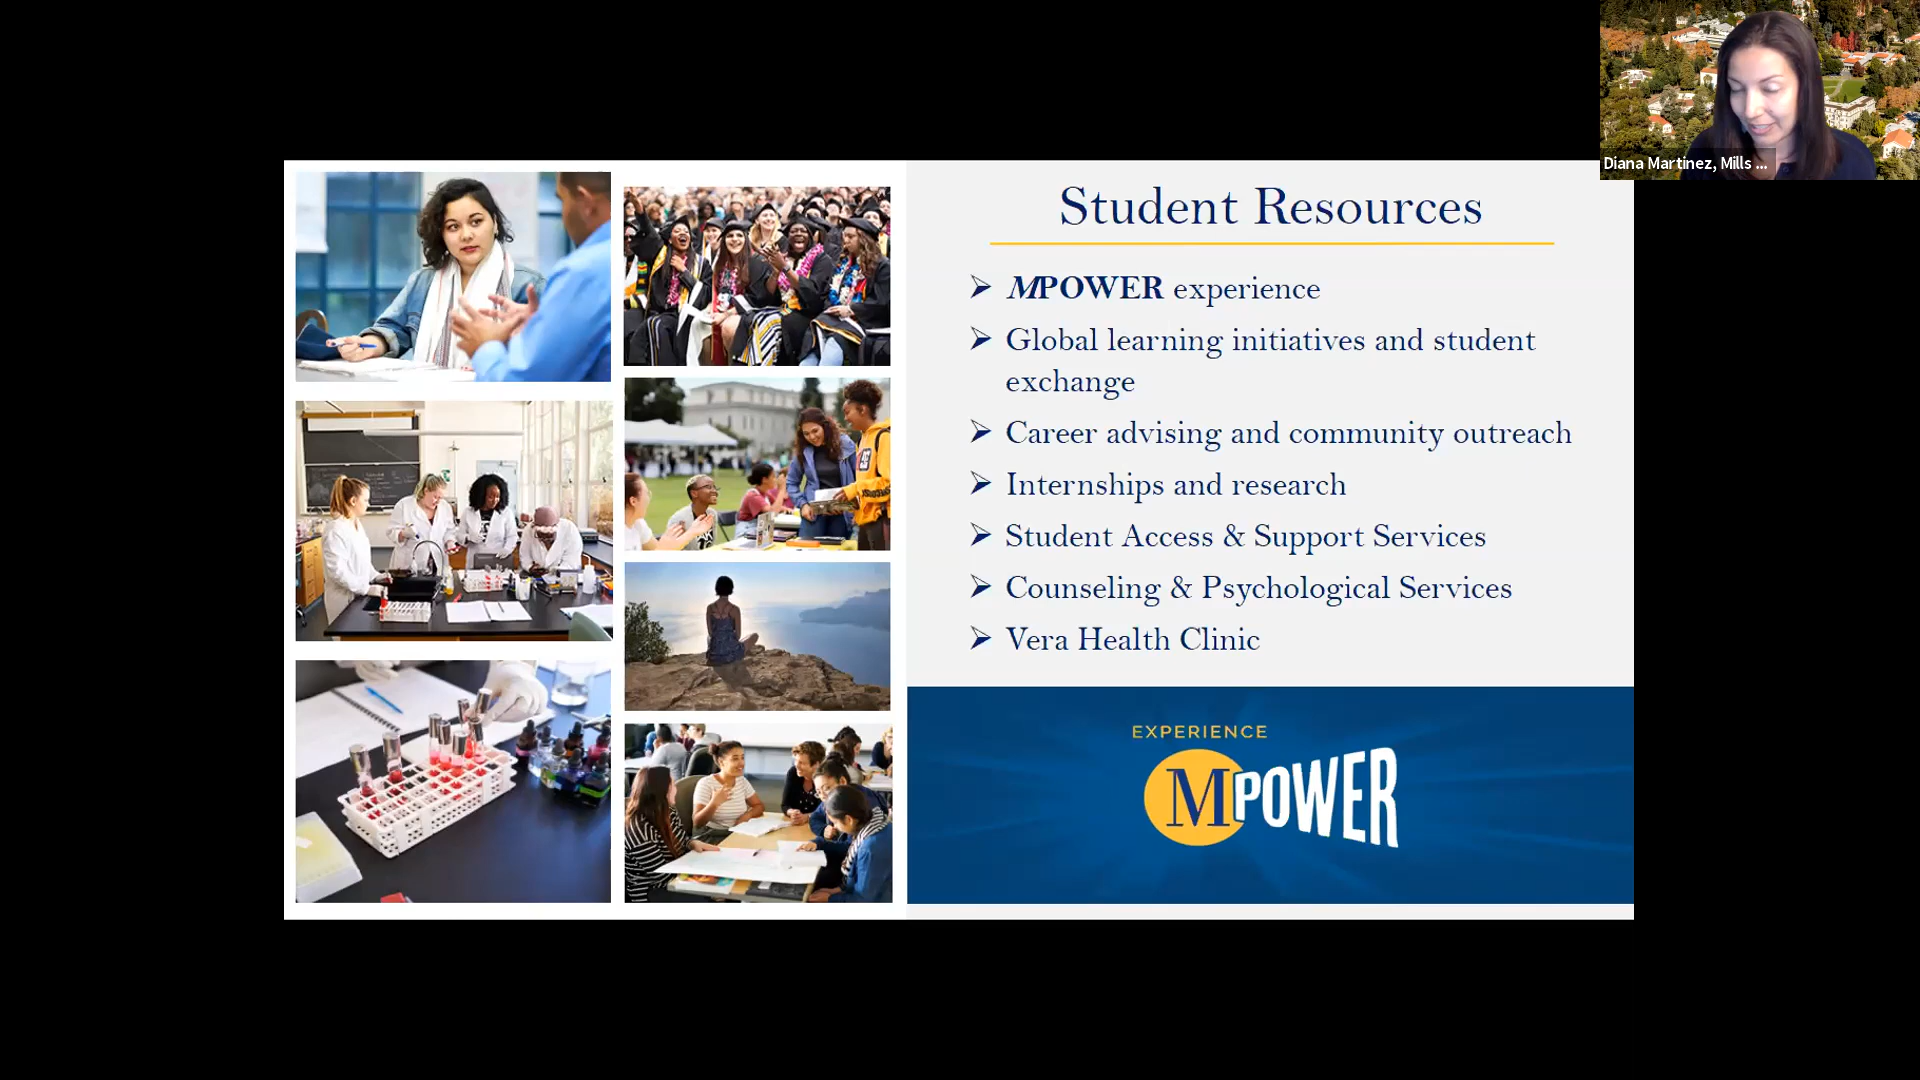 Diana Martinez, Mills ...
Student Resources
➢ MPOWER experience
➢ Global learning initiatives and student
exchange
➢ Career advising and community outreach
➢ Internships and research
➢ Student Access & Support Services
➢ Counseling & Psychological Services
➢ Vera Health Clinic
EXPERIENCE
MPOWER